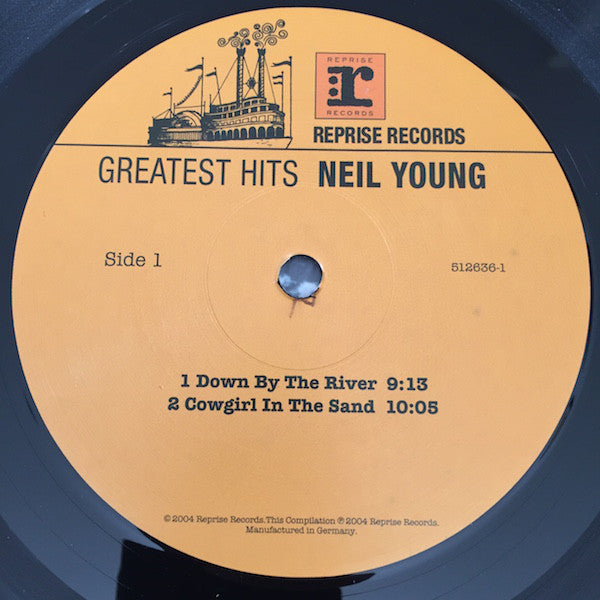 REPRISE
r
RECORDS
REPRISE RECORDS
GREATEST HITS NEIL YOUNG
Side 1
512636-1
1 Down By The River 9:13
2 Cowgirl In The Sand 10:05
© 2004 Reprise Records.This Compilation ℗ 2004 Reprise Records.
Manufactured in Germany.